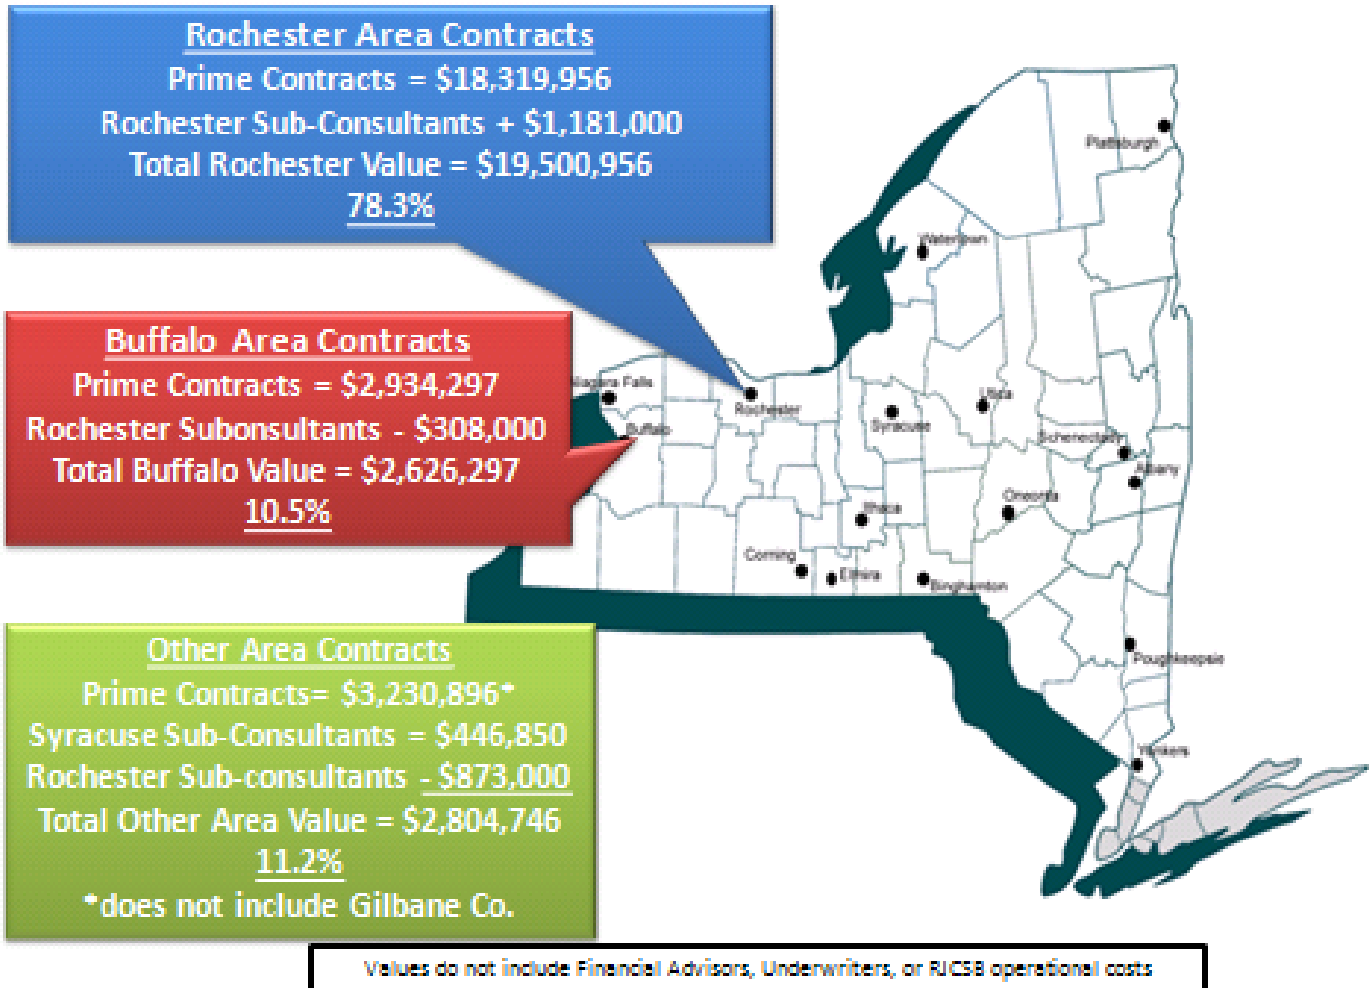 Rochester Area Contracts
Prime Contracts = $18,319,956
Rochester Sub-Consultants + $1,181,000
Total Rochester Value = $19,500,956
78.3%
Plattsburgh
Watertown
Buffalo Area Contracts
Prime Contracts = $2,934,297
Rochester Subonsultants - $308,000
Total Buffalo Value = $2,626,297
10.5%
Niagara Falls
Buffalo
Rochester
Syracuse
Utica
Schenectady
Albany
Oneonta
Ithaca
Corning
Elmira
Binghamton
Poughkeepsie
Yonkers
Other Area Contracts
Prime Contracts= $3,230,896*
Syracuse Sub-Consultants = $446,850
Rochester Sub-consultants - $873,000
Total Other Area Value = $2,804,746
11.2%
*does not include Gilbane Co.
Values do not include Financial Advisors, Underwriters, or RJCSB operational costs